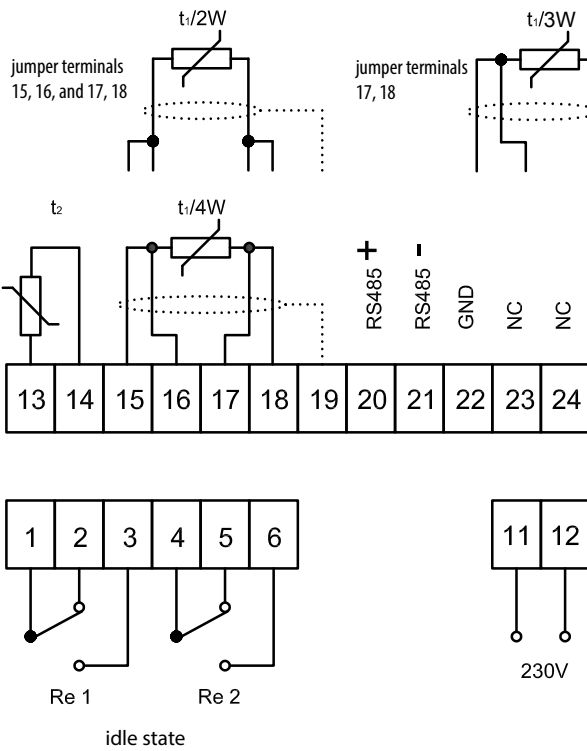 t₁/2W
jumper terminals
15, 16, and 17, 18
t₁/3W
jumper terminals
17, 18
t₂
t₁/4W
+
RS485
-
RS485
GND
NC
NC
13 14 15 16 17 18 19 20 21 22 23 24
1 2 3 4 5 6
11 12
Re 1
Re 2
230V
idle state